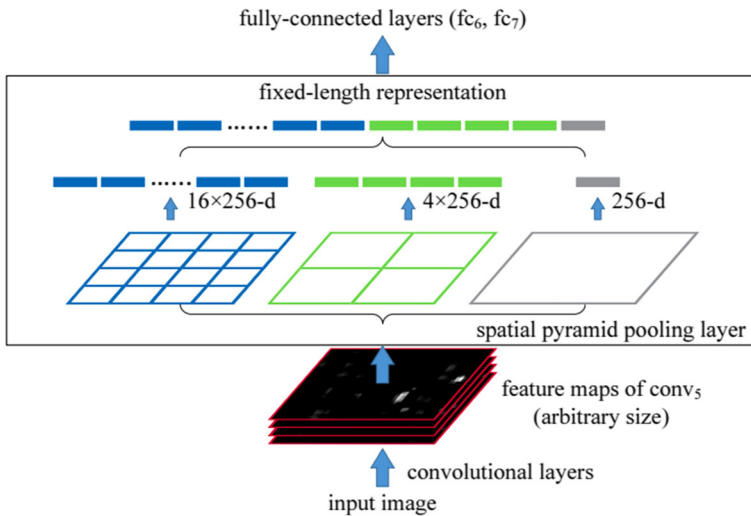 fully-connected layers (fc₆, fc₇)
fixed-length representation
16×256-d
4×256-d
256-d
spatial pyramid pooling layer
feature maps of conv₅
(arbitrary size)
convolutional layers
input image